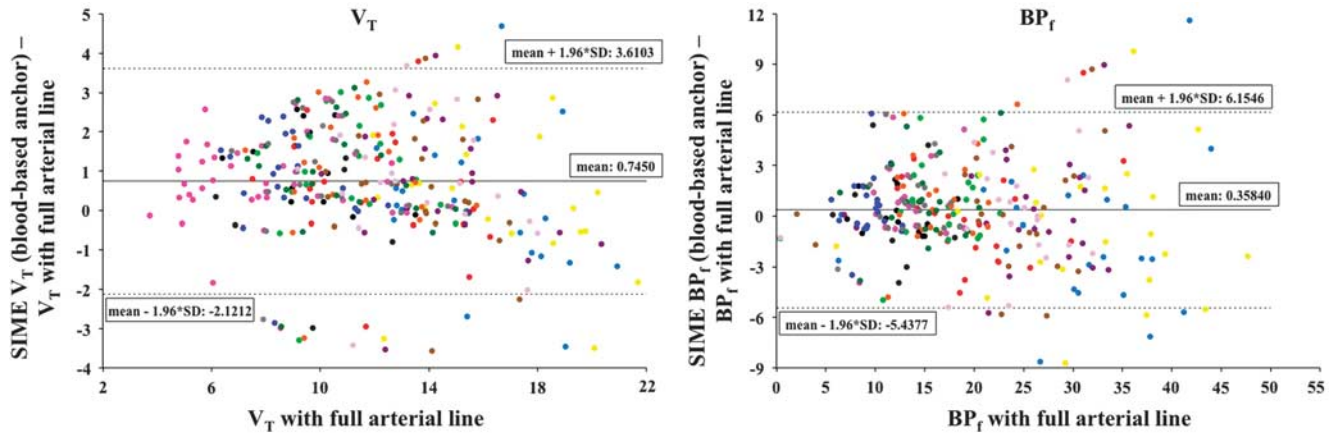 V_T
SIME V_T (blood-based anchor) –
V_T with full arterial line
5
4
3
2
1
0
-1
-2
-3
-4
mean + 1.96*SD: 3.6103
mean: 0.7450
mean - 1.96*SD: -2.1212
2 6 10 14 18 22
V_T with full arterial line
BP_f
SIME BP_f (blood-based anchor) –
BP_f with full arterial line
12
9
6
3
0
-3
-6
-9
mean + 1.96*SD: 6.1546
mean: 0.35840
mean - 1.96*SD: -5.4377
0 5 10 15 20 25 30 35 40 45 50 55
BP_f with full arterial line